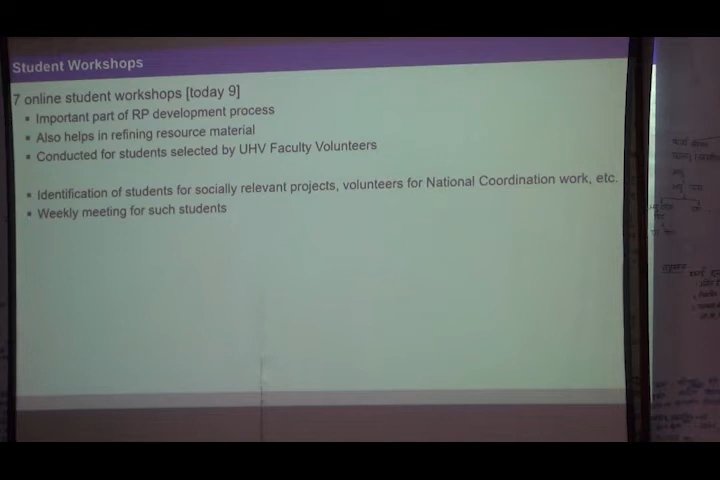 Student Workshops
7 online student workshops [today 9]
▪ Important part of RP development process
▪ Also helps in refining resource material
▪ Conducted for students selected by UHV Faculty Volunteers
▪ Identification of students for socially relevant projects, volunteers for National Coordination work, etc.
▪ Weekly meeting for such students